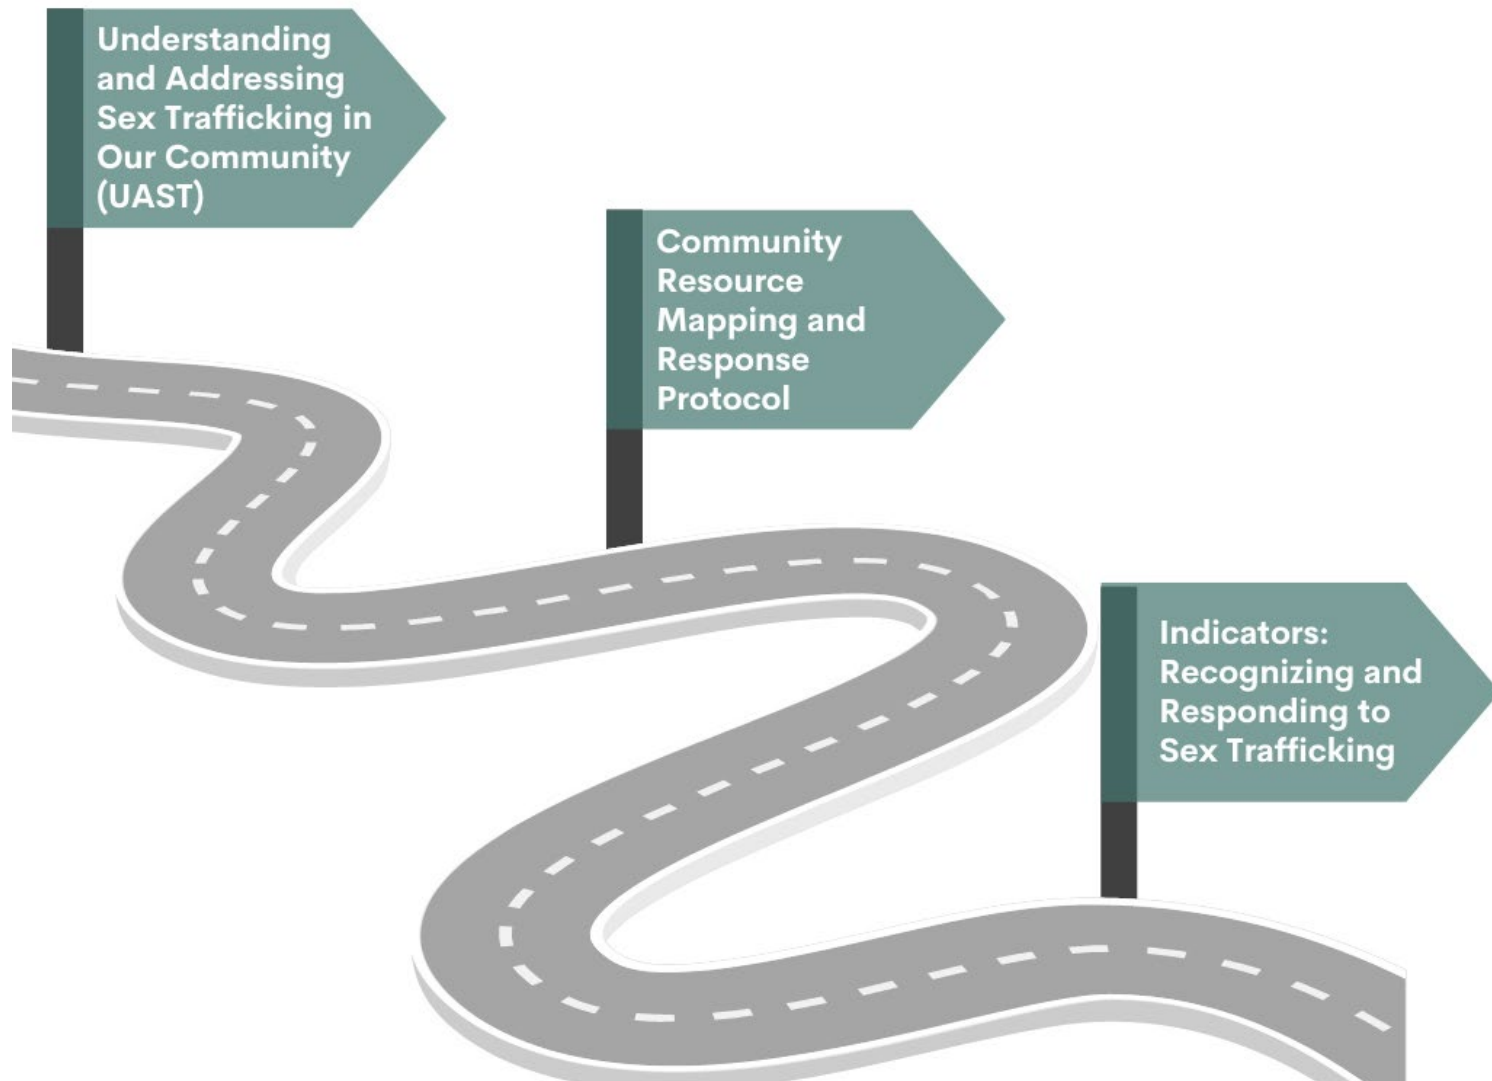 Understanding
and Addressing
Sex Trafficking in
Our Community
(UAST)
Community
Resource
Mapping and
Response
Protocol
Indicators:
Recognizing and
Responding to
Sex Trafficking